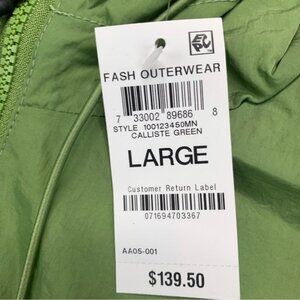 FASH OUTERWEAR
7 33002 89686 8
STYLE 100123450MN
CALLISTE GREEN
LARGE
Customer Return Label
071694703367
AA05-001
$139.50